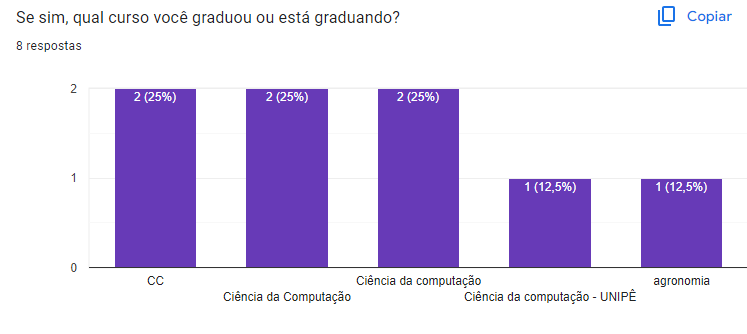 Se sim, qual curso você graduou ou está graduando?
Copiar
8 respostas
2
2 (25%)
2 (25%)
2 (25%)
1
1 (12,5%)
1 (12,5%)
0
CC
Ciência da Computação
Ciência da computação
Ciência da computação - UNIPÊ
agronomia